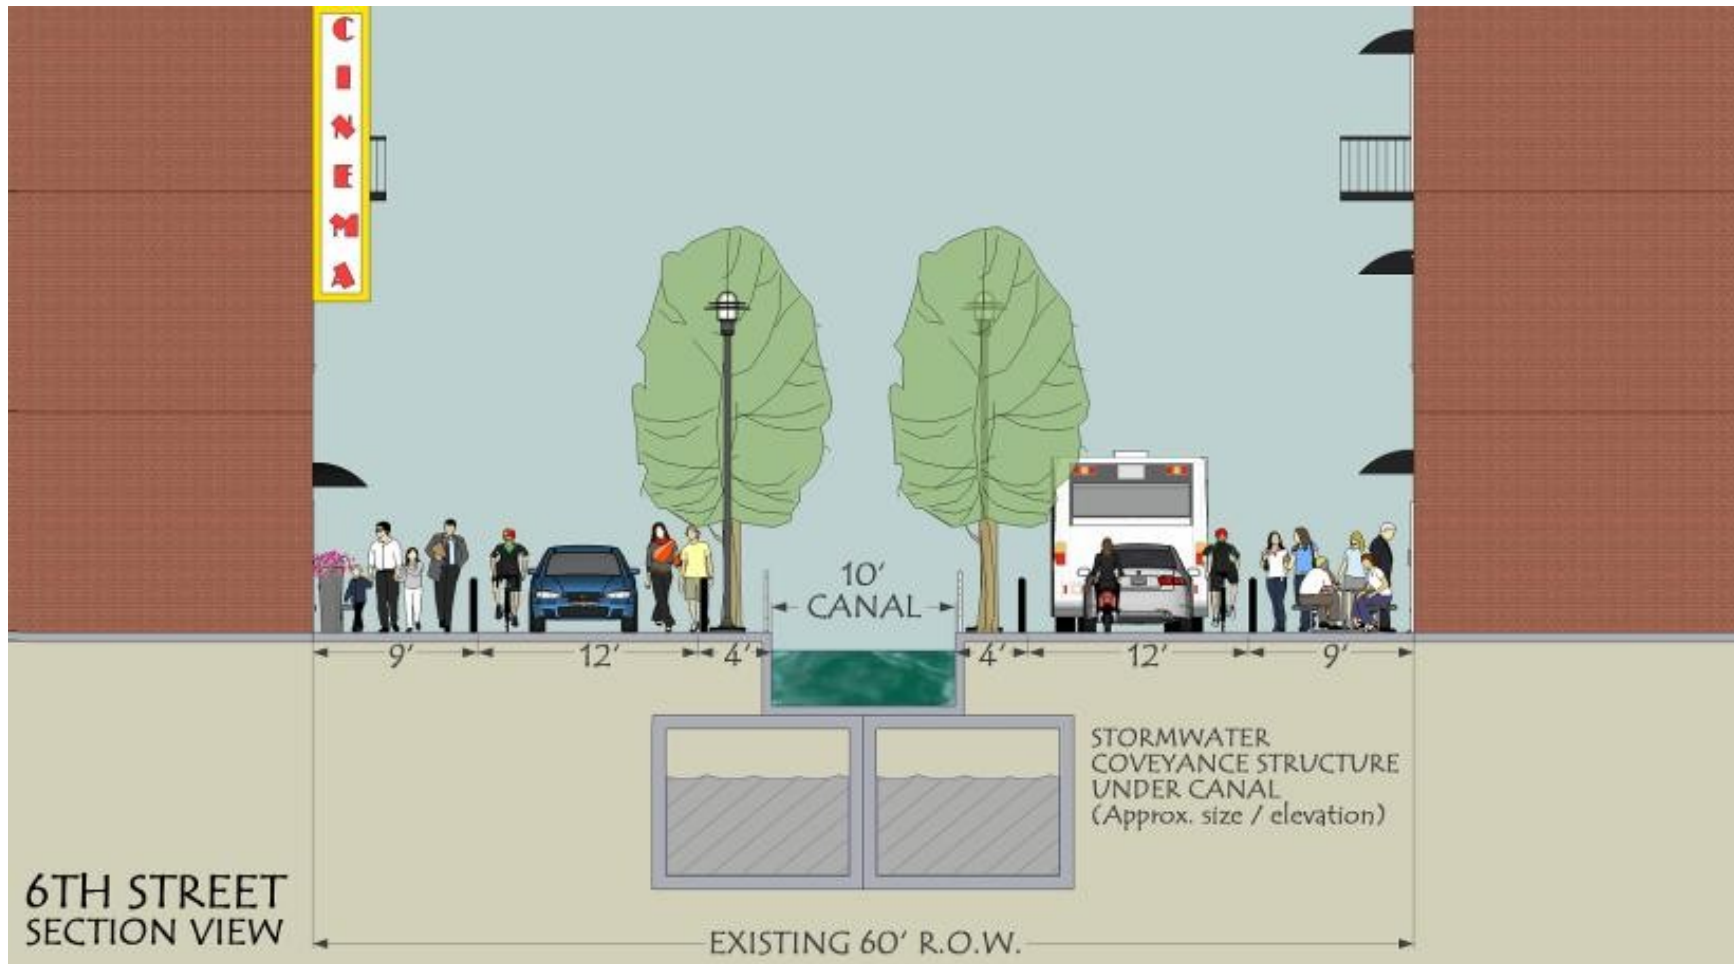 CINEMA
10'
CANAL
9' 12' 4' 4' 12' 9'
STORMWATER
COVEYANCE STRUCTURE
UNDER CANAL
(Approx. size / elevation)
6TH STREET
SECTION VIEW
EXISTING 60' R.O.W.